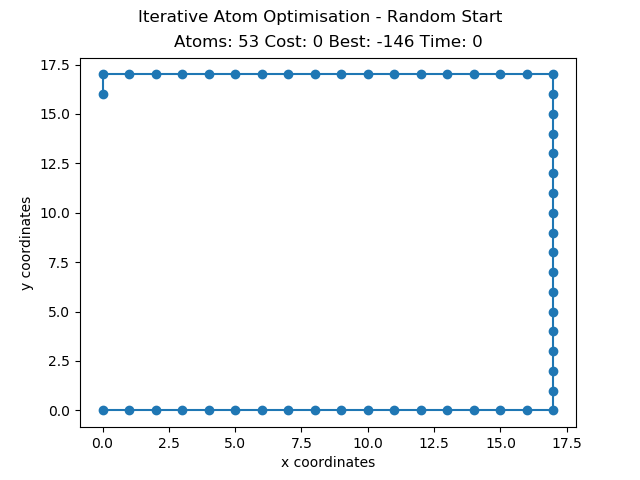 Iterative Atom Optimisation - Random Start
Atoms: 53 Cost: 0 Best: -146 Time: 0
17.5
15.0
12.5
10.0
7.5
5.0
2.5
0.0
y coordinates
0.0 2.5 5.0 7.5 10.0 12.5 15.0 17.5
x coordinates